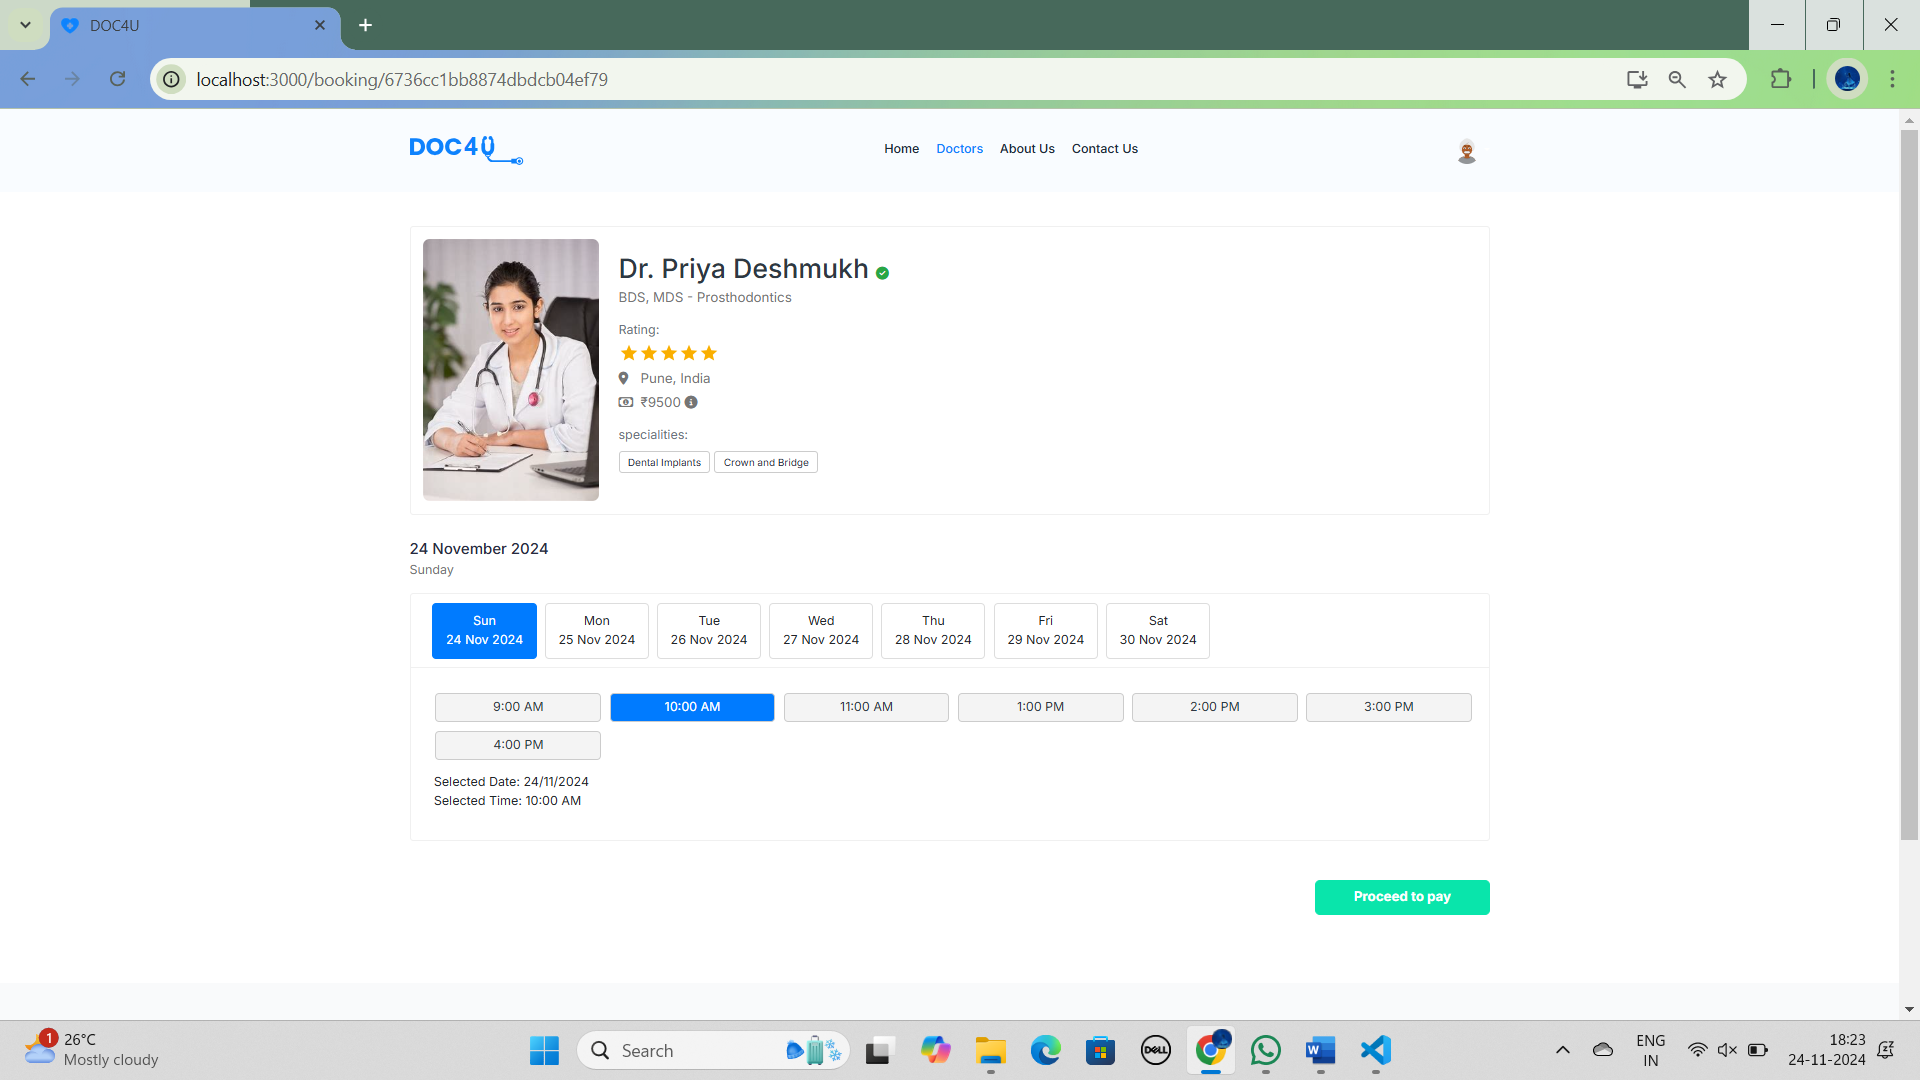 DOC4U
localhost:3000/booking/6736cc1bb8874dbdcb04ef79
DOC4U
Home Doctors About Us Contact Us
Dr. Priya Deshmukh
BDS, MDS - Prosthodontics
Rating:
Pune, India
₹9500
specialities:
Dental Implants Crown and Bridge
24 November 2024
Sunday
Sun Mon Tue Wed Thu Fri Sat
24 Nov 2024 25 Nov 2024 26 Nov 2024 27 Nov 2024 28 Nov 2024 29 Nov 2024 30 Nov 2024
9:00 AM 10:00 AM 11:00 AM 1:00 PM 2:00 PM 3:00 PM
4:00 PM
Selected Date: 24/11/2024
Selected Time: 10:00 AM
Proceed to pay
1 26°C
Mostly cloudy
Search
DELL
W
ENG
IN
18:23
24-11-2024